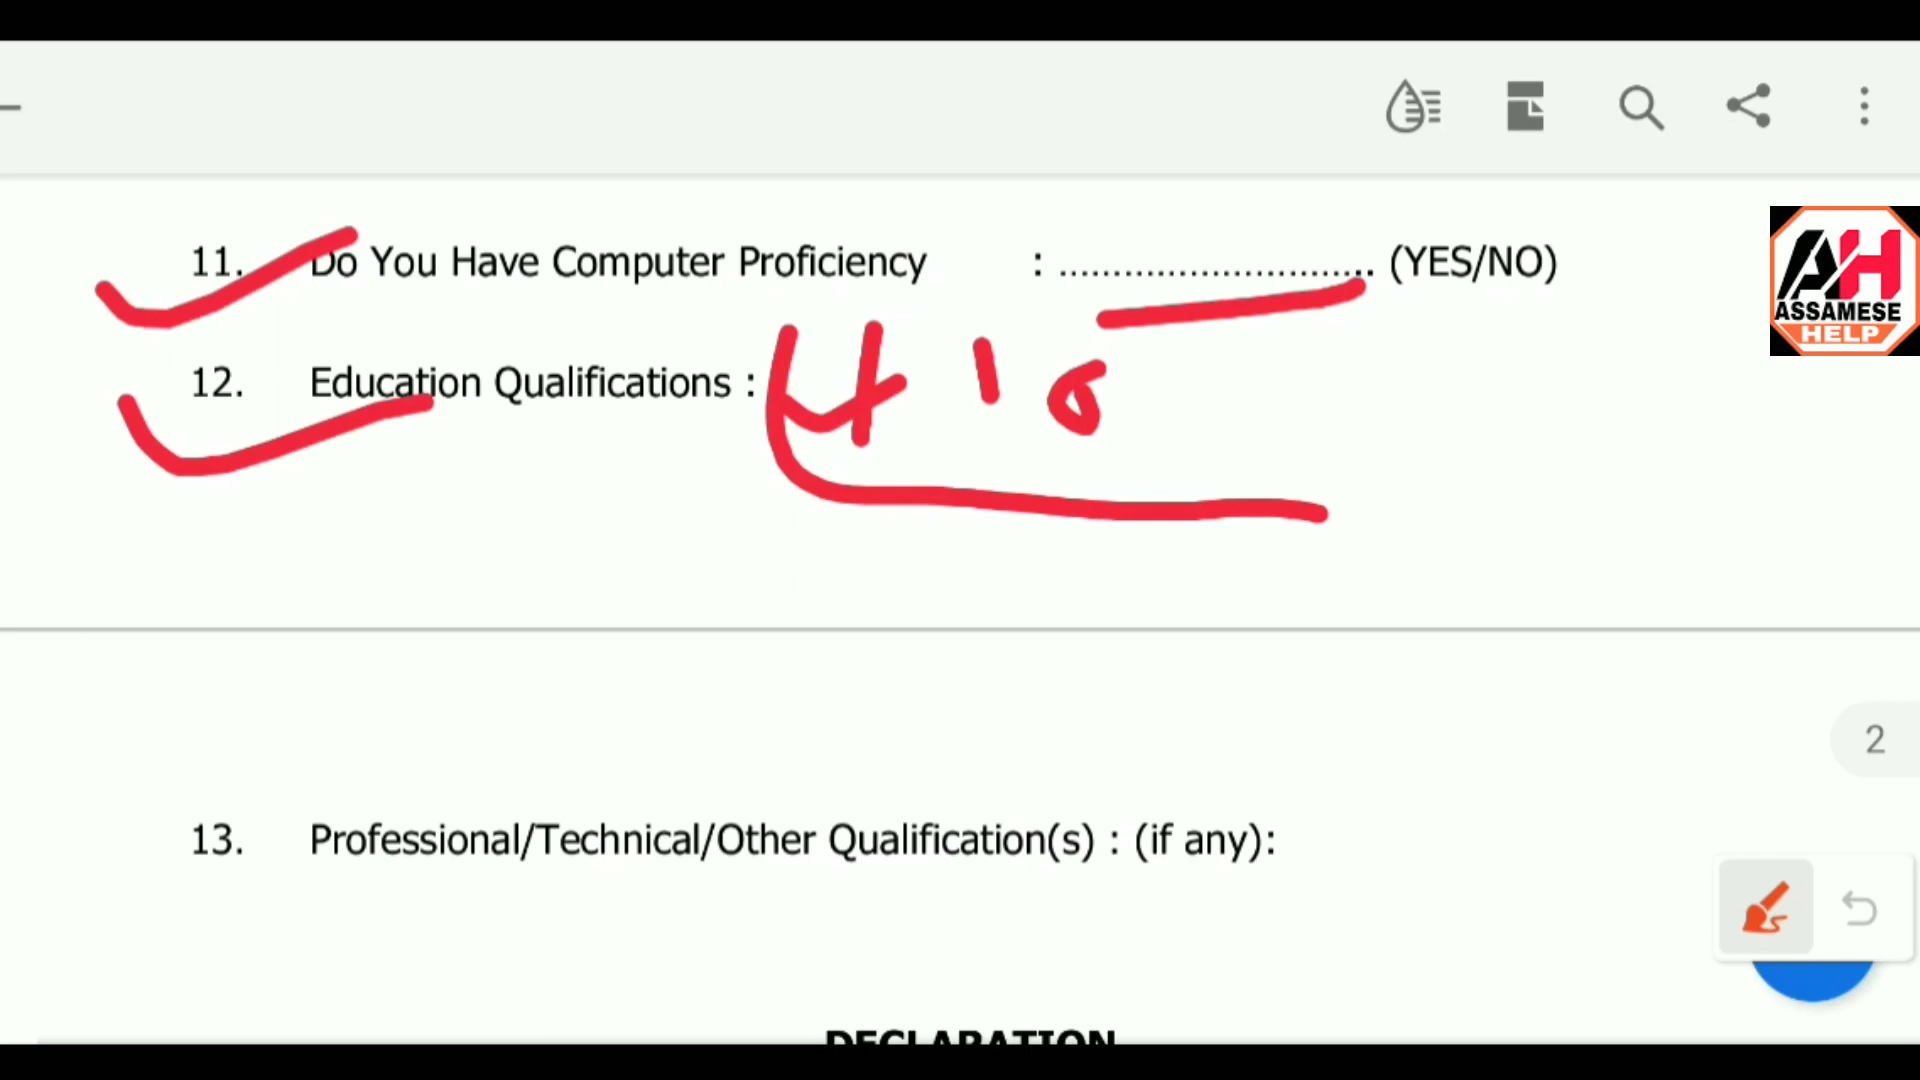 11. Do You Have Computer Proficiency : ............................. (YES/NO)
ASSAMESE
HELP
12. Education Qualifications :
2
13. Professional/Technical/Other Qualification(s) : (if any):
DECLARATION